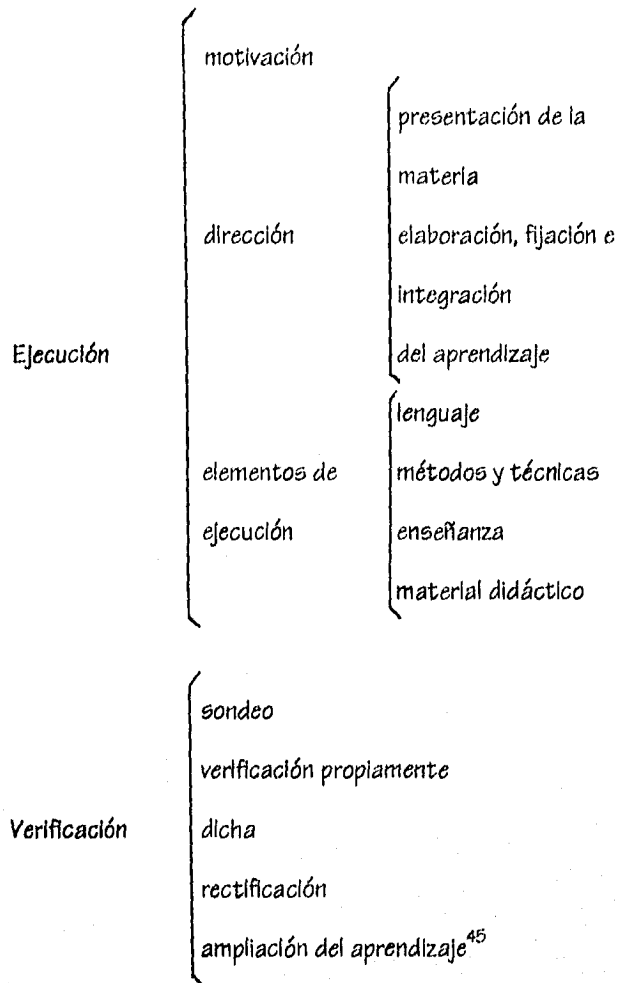 motivación
presentación de la
materia
dirección
elaboración, fijación e
integración
Ejecución
del aprendizaje
lenguaje
elementos de
métodos y técnicas
ejecución
enseñanza
material didáctico
sondeo
verificación propiamente
Verificación
dicha
rectificación
ampliación del aprendizaje45